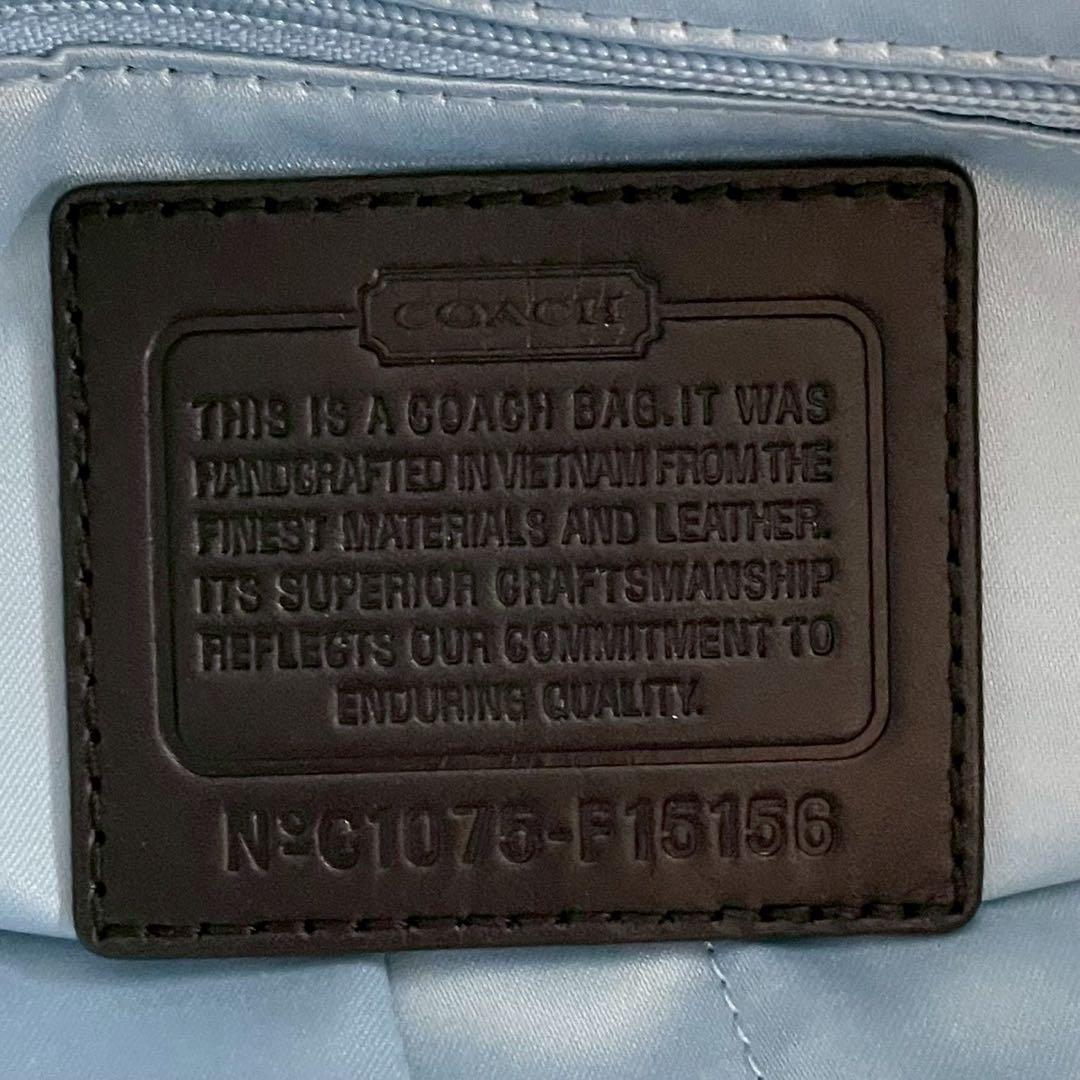 COACH
THIS IS A COACH BAG.IT WAS
HANDCRAFTED IN VIETNAM FROM THE
FINEST MATERIALS AND LEATHER.
ITS SUPERIOR CRAFTSMANSHIP
REFLECTS OUR COMMITMENT TO
ENDURING QUALITY.
Nº C1075-F15156